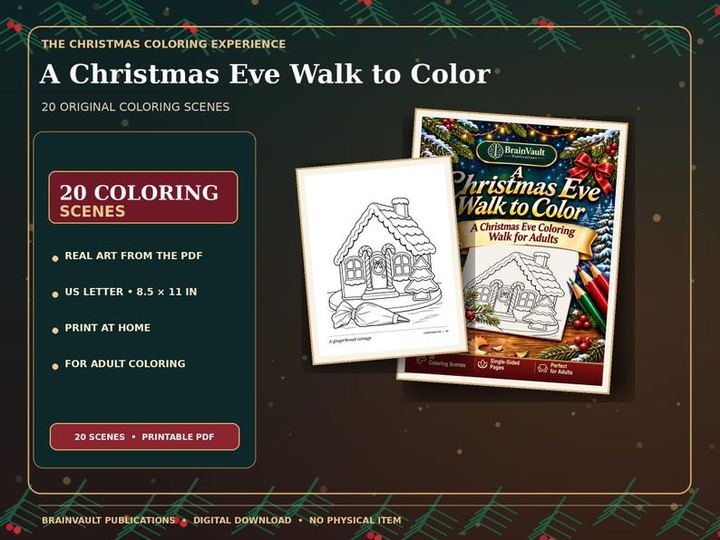 THE CHRISTMAS COLORING EXPERIENCE
A Christmas Eve Walk to Color
20 ORIGINAL COLORING SCENES
20 COLORING
SCENES
• REAL ART FROM THE PDF
• US LETTER • 8.5 × 11 IN
• PRINT AT HOME
• FOR ADULT COLORING
20 SCENES • PRINTABLE PDF
A gingerbread cottage
BrainVault
Publications
A
Christmas Eve
Walk to Color
A Christmas Eve Coloring
Walk for Adults
Coloring Scenes
Single-Sided
Pages
Perfect
for Adults
BRAINVAULT PUBLICATIONS • DIGITAL DOWNLOAD • NO PHYSICAL ITEM